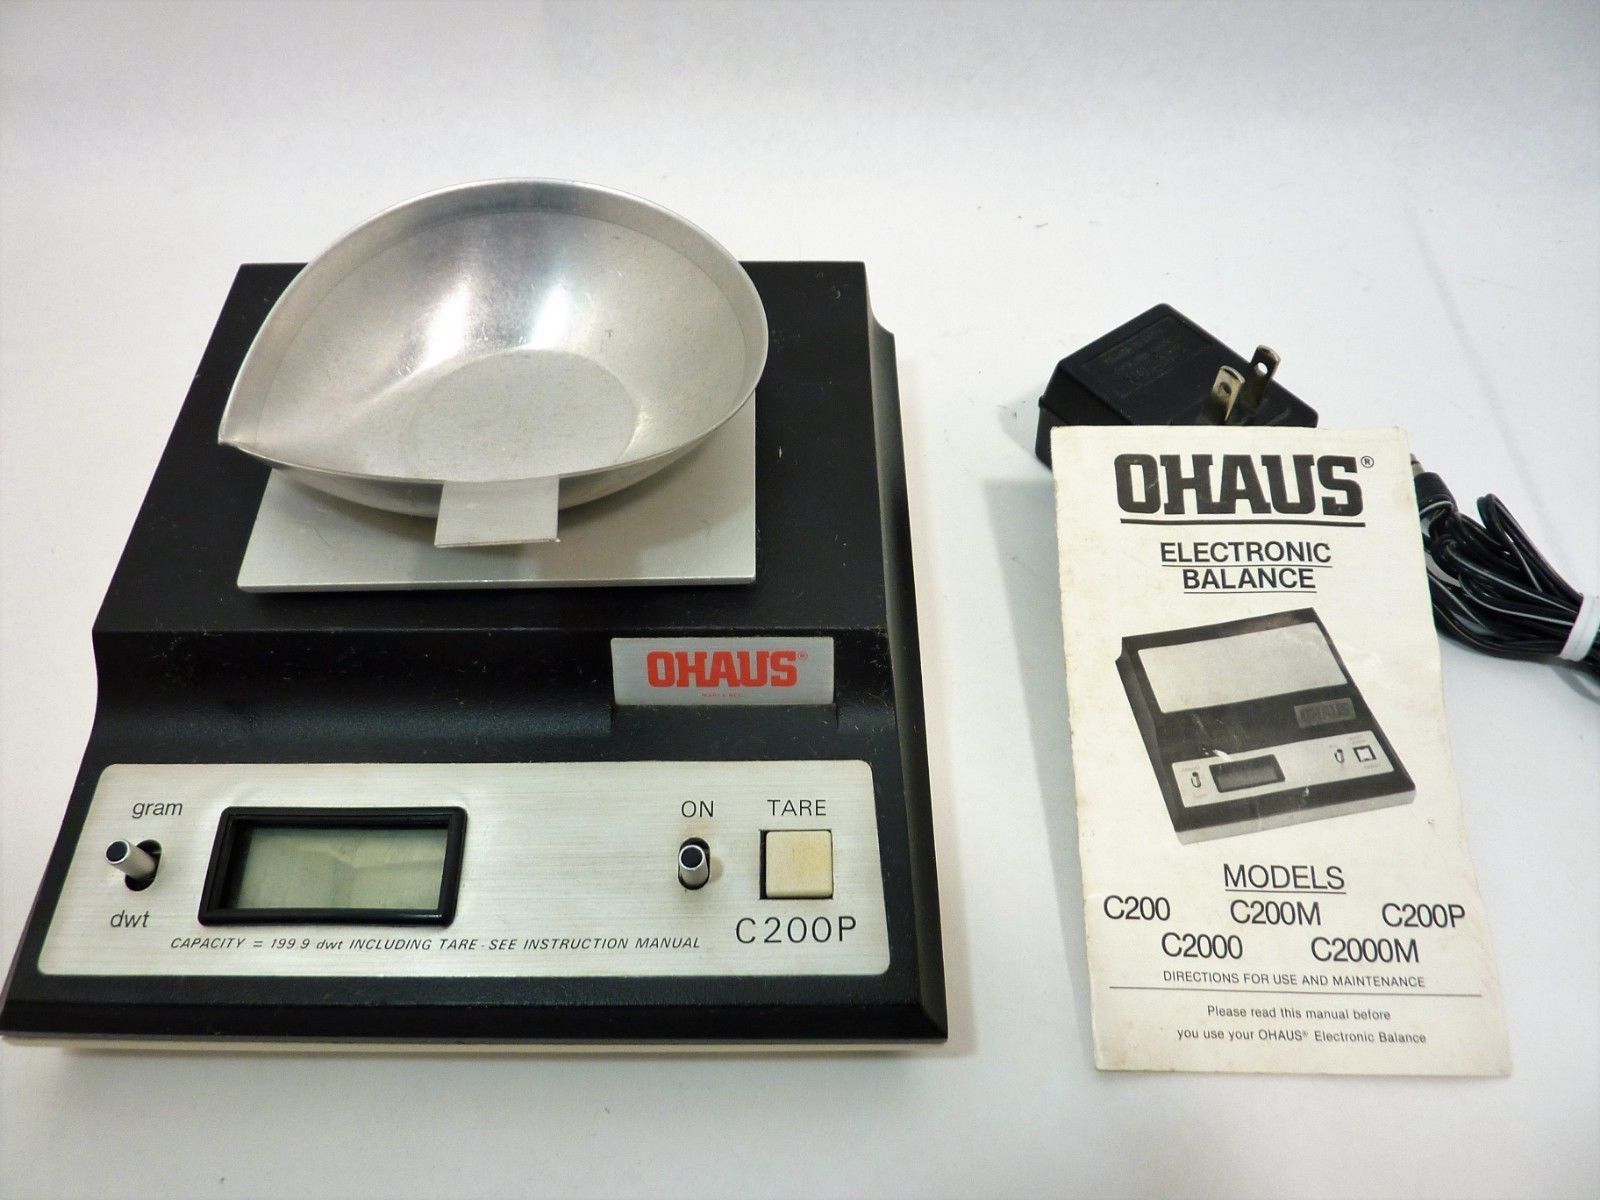 OHAUS®
gram
ON
TARE
dwt
C200P
CAPACITY = 199.9 dwt INCLUDING TARE - SEE INSTRUCTION MANUAL
OHAUS®
ELECTRONIC
BALANCE
OHAUS
MODELS
C200 C200M C200P
C2000 C2000M
DIRECTIONS FOR USE AND MAINTENANCE
Please read this manual before
you use your OHAUS® Electronic Balance